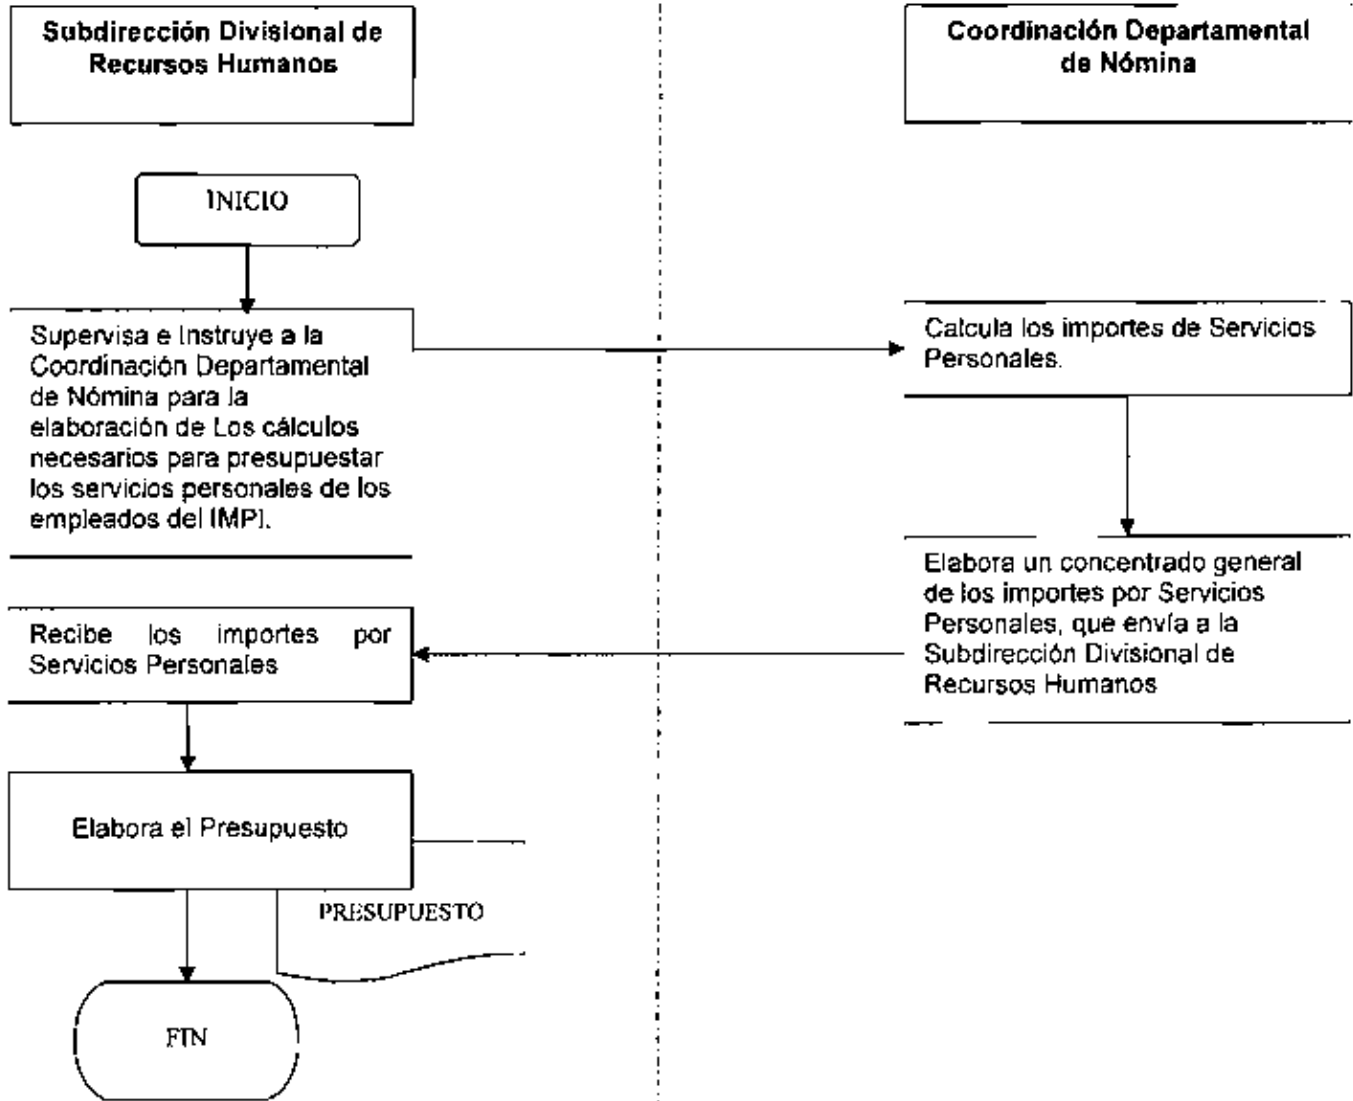 Subdirección Divisional de
Recursos Humanos
Coordinación Departamental
de Nómina
INICIO
Supervisa e Instruye a la
Coordinación Departamental
de Nómina para la
elaboración de Los cálculos
necesarios para presupuestar
los servicios personales de los
empleados del IMPI.
Calcula los importes de Servicios
Personales.
Elabora un concentrado general
de los importes por Servicios
Personales, que envía a la
Subdirección Divisional de
Recursos Humanos
Recibe los importes por
Servicios Personales
Elabora el Presupuesto
PRESUPUESTO
FIN